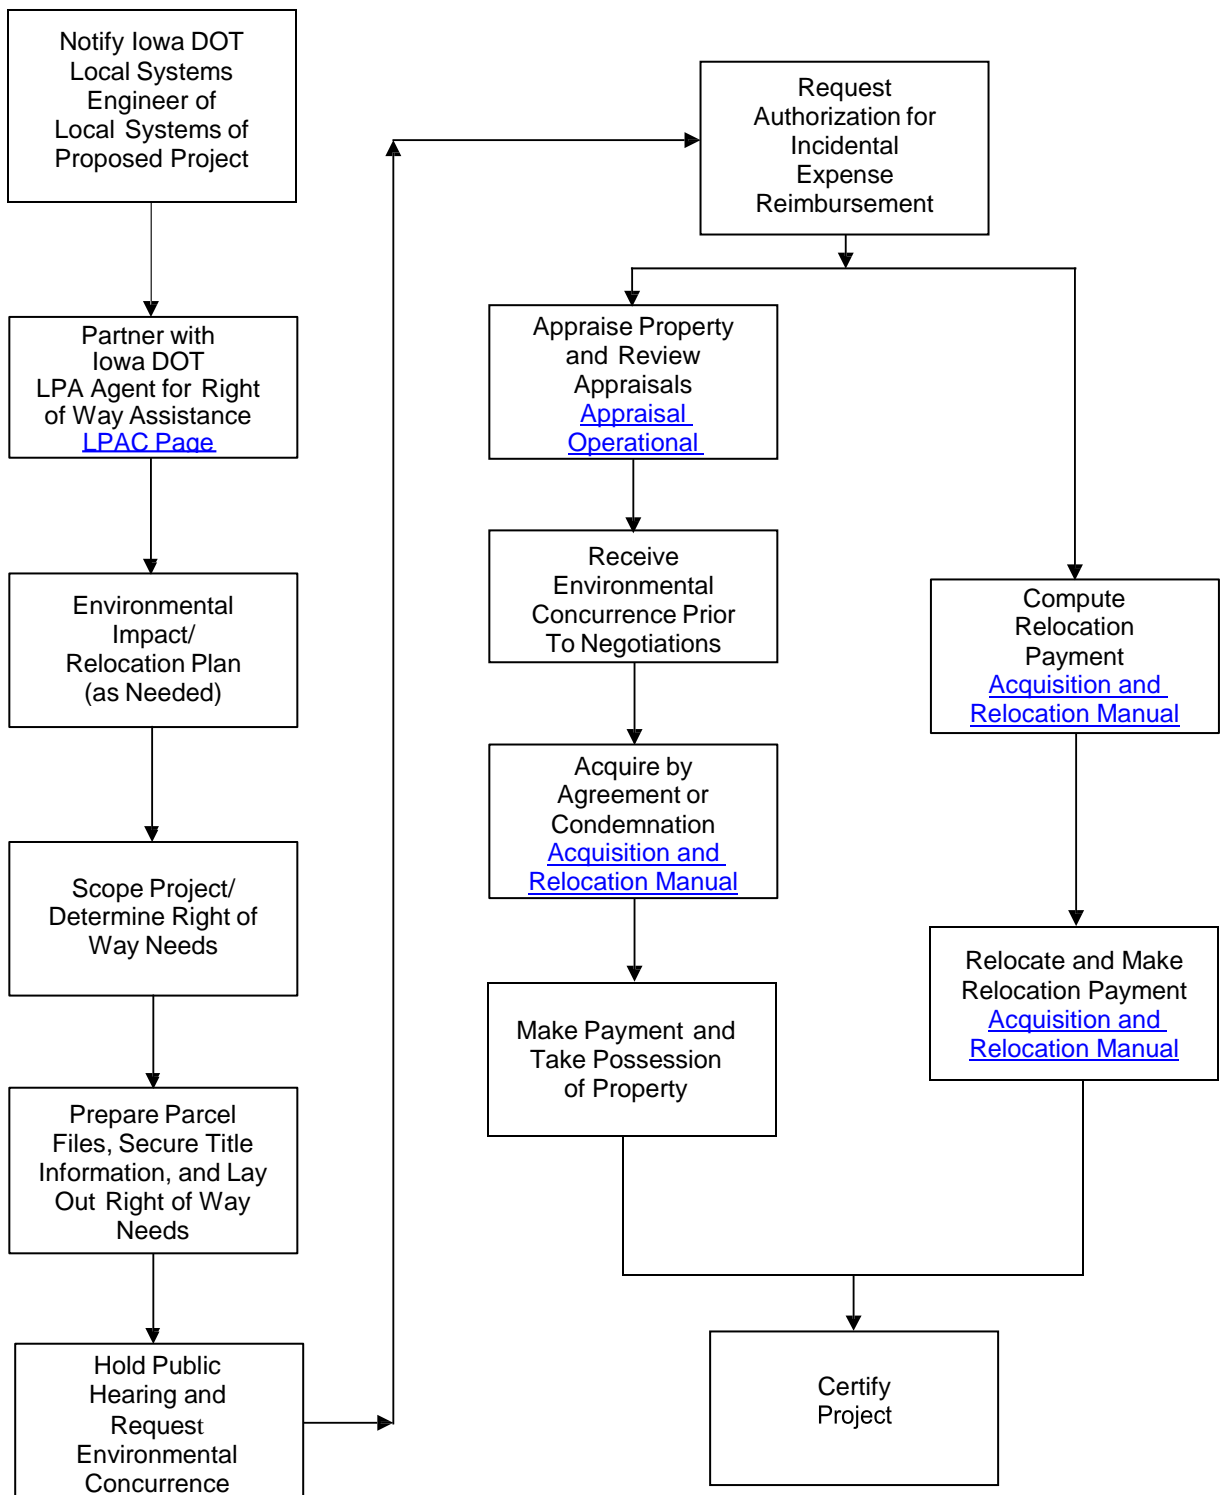 Notify Iowa DOT
Local Systems
Engineer of
Local Systems of
Proposed Project
Partner with
Iowa DOT
LPA Agent for Right
of Way Assistance
LPAC Page
Environmental
Impact/
Relocation Plan
(as Needed)
Scope Project/
Determine Right of
Way Needs
Prepare Parcel
Files, Secure Title
Information, and Lay
Out Right of Way
Needs
Hold Public
Hearing and
Request
Environmental
Concurrence
Request
Authorization for
Incidental
Expense
Reimbursement
Appraise Property
and Review
Appraisals
Appraisal
Operational
Receive
Environmental
Concurrence Prior
To Negotiations
Acquire by
Agreement or
Condemnation
Acquisition and
Relocation Manual
Make Payment and
Take Possession
of Property
Compute
Relocation
Payment
Acquisition and
Relocation Manual
Relocate and Make
Relocation Payment
Acquisition and
Relocation Manual
Certify
Project